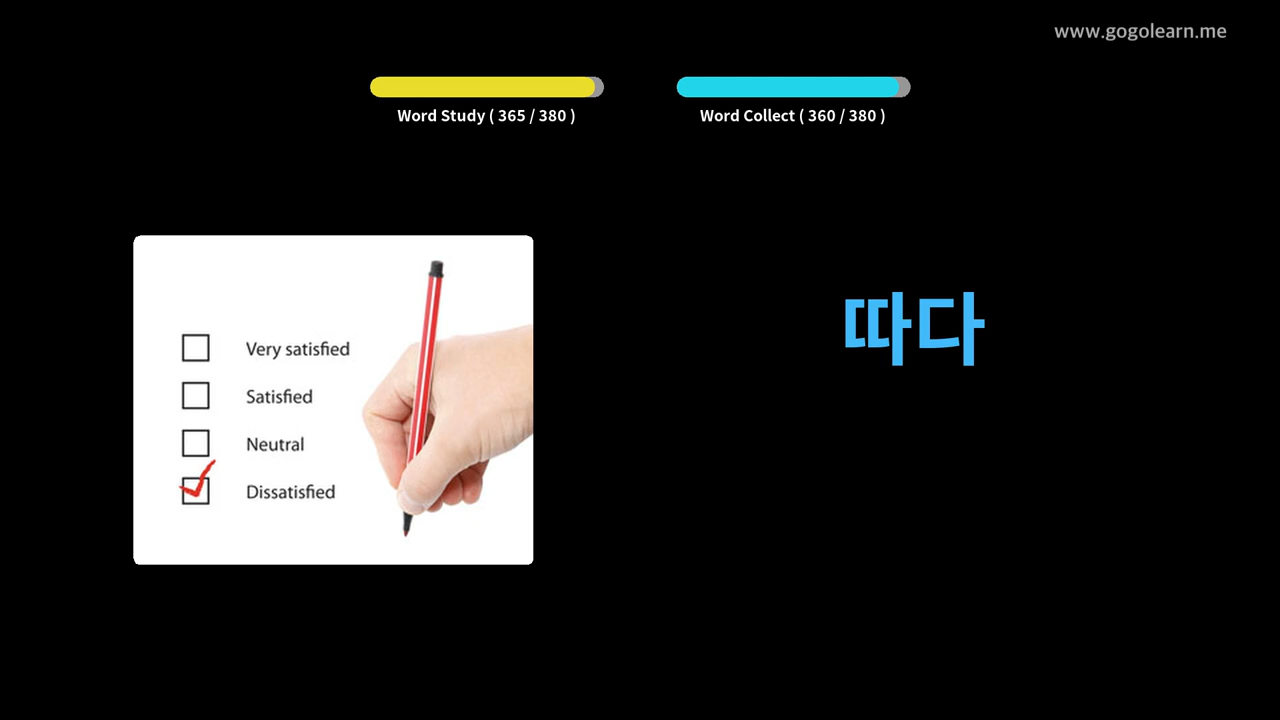 www.gogolearn.me
Word Study ( 365 / 380 )
Word Collect ( 360 / 380 )
Very satisfied
Satisfied
Neutral
Dissatisfied
따다